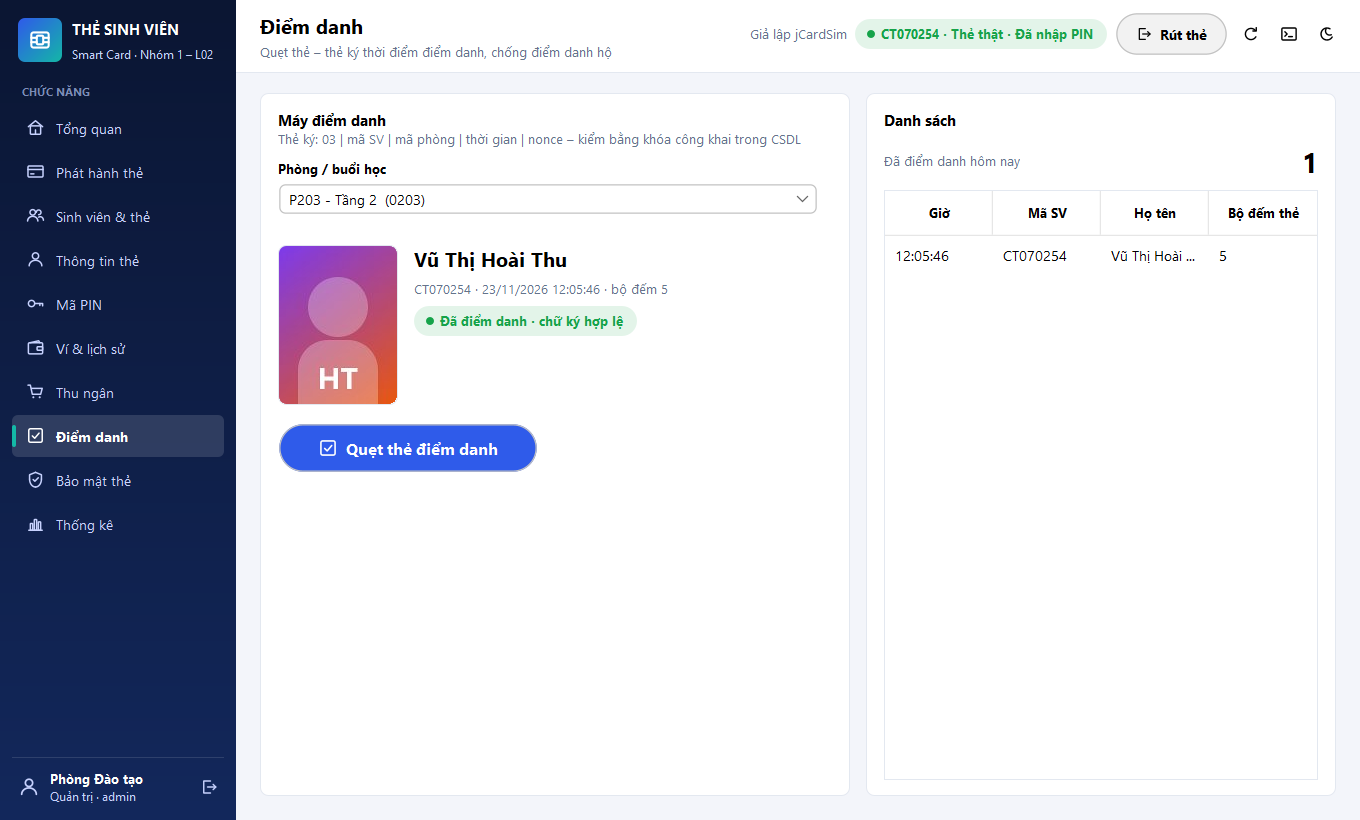 THẺ SINH VIÊN
Smart Card · Nhóm 1 – L02
CHỨC NĂNG
Tổng quan
Phát hành thẻ
Sinh viên & thẻ
Thông tin thẻ
Mã PIN
Ví & lịch sử
Thu ngân
Điểm danh
Bảo mật thẻ
Thống kê
Phòng Đào tạo
Quản trị · admin
Điểm danh
Quẹt thẻ – thẻ ký thời điểm điểm danh, chống điểm danh hộ
Giả lập jCardSim
CT070254 · Thẻ thật · Đã nhập PIN
Rút thẻ
Máy điểm danh
Thẻ ký: 03 | mã SV | mã phòng | thời gian | nonce – kiểm bằng khóa công khai trong CSDL
Phòng / buổi học
P203 - Tầng 2 (0203)
HT
Vũ Thị Hoài Thu
CT070254 · 23/11/2026 12:05:46 · bộ đếm 5
Đã điểm danh · chữ ký hợp lệ
Quẹt thẻ điểm danh
Danh sách
Đã điểm danh hôm nay 1
Giờ Mã SV Họ tên Bộ đếm thẻ
12:05:46 CT070254 Vũ Thị Hoài ... 5